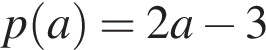 p(a) = 2a − 3